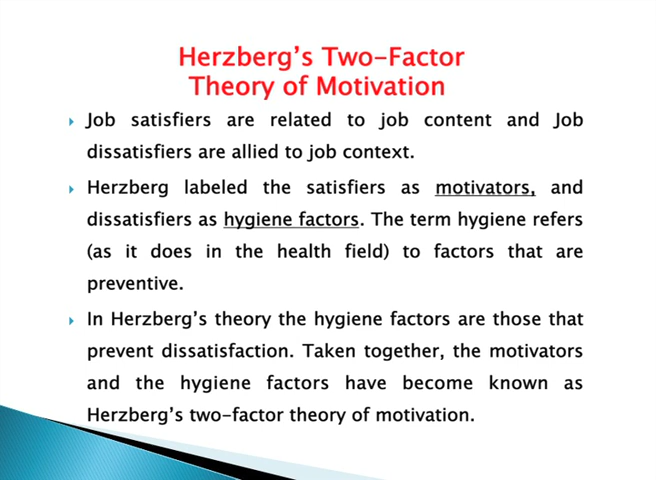 Herzberg's Two-Factor
Theory of Motivation
Job satisfiers are related to job content and Job
dissatisfiers are allied to job context.
Herzberg labeled the satisfiers as motivators, and
dissatisfiers as hygiene factors. The term hygiene refers
(as it does in the health field) to factors that are
preventive.
In Herzberg's theory the hygiene factors are those that
prevent dissatisfaction. Taken together, the motivators
and the hygiene factors have become known as
Herzberg's two-factor theory of motivation.